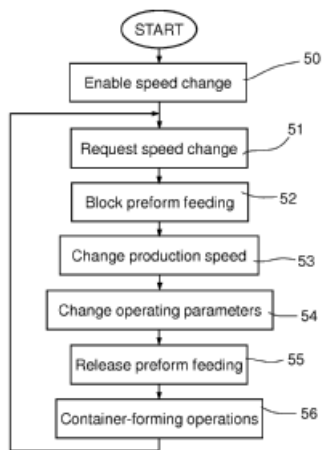 START
50
Enable speed change
51
Request speed change
52
Block preform feeding
Change production speed
53
Change operating parameters
54
Release preform feeding
55
Container-forming operations
56